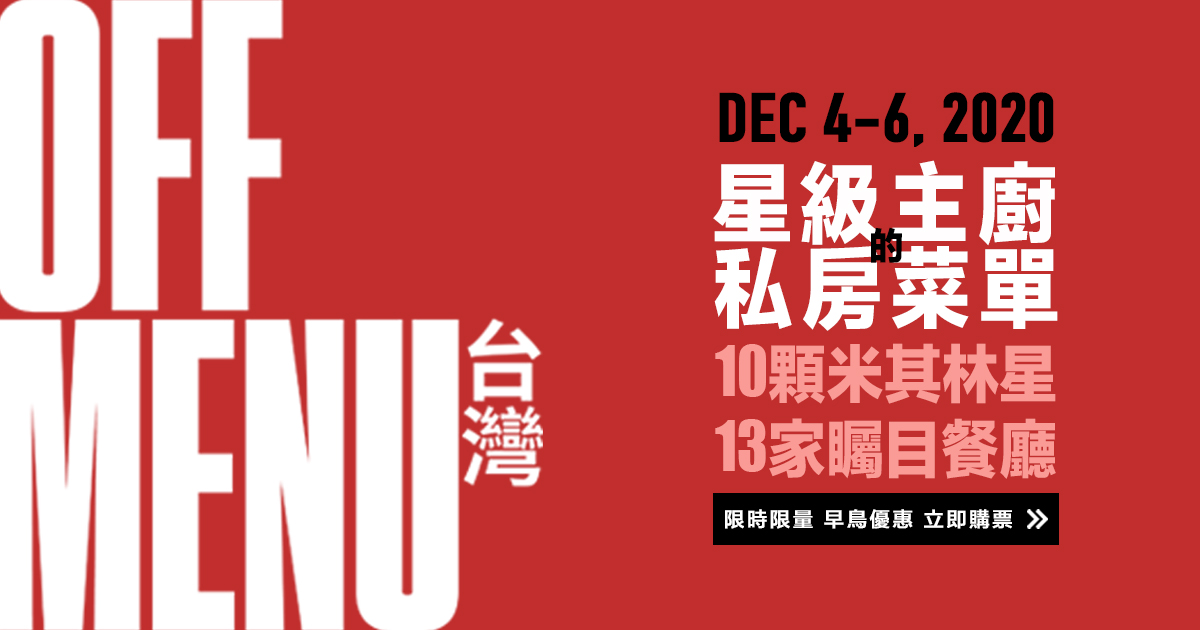 OFF
MENU
台灣
DEC 4-6, 2020
星級主廚
的
私房菜單
10顆米其林星
13家矚目餐廳
限時限量 早鳥優惠 立即購票 »